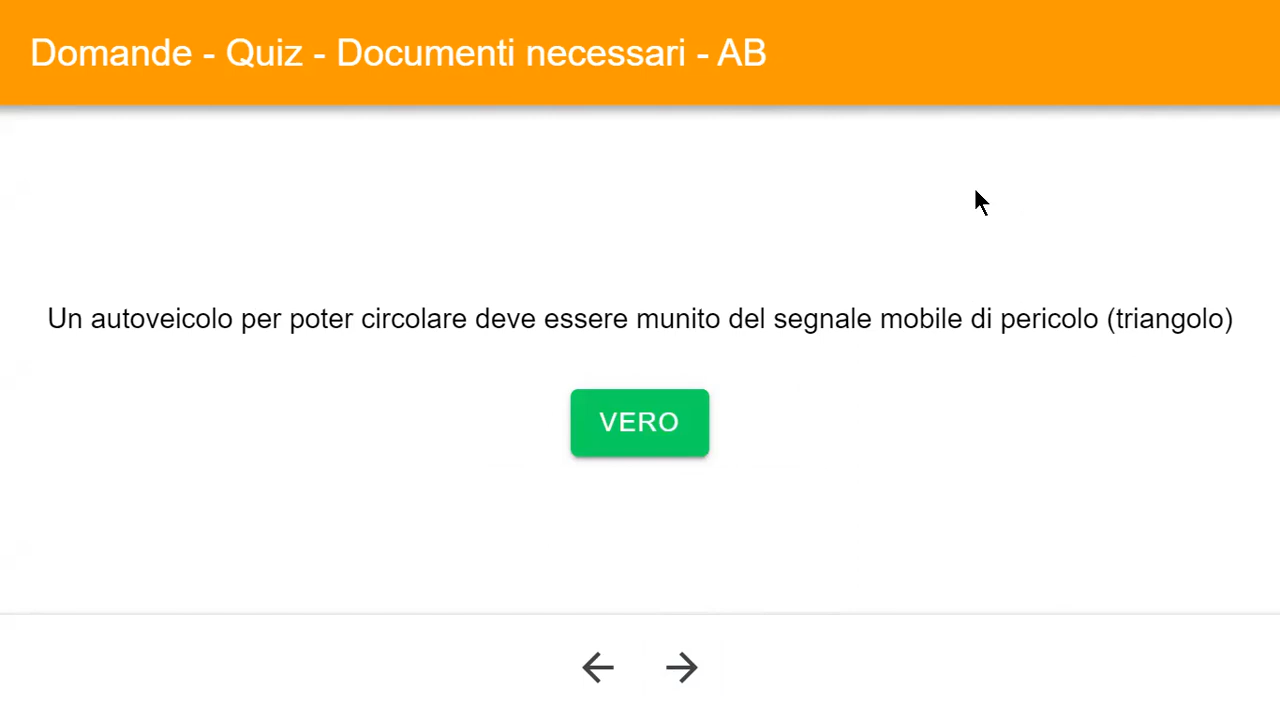 Domande - Quiz - Documenti necessari - AB
Un autoveicolo per poter circolare deve essere munito del segnale mobile di pericolo (triangolo)
VERO